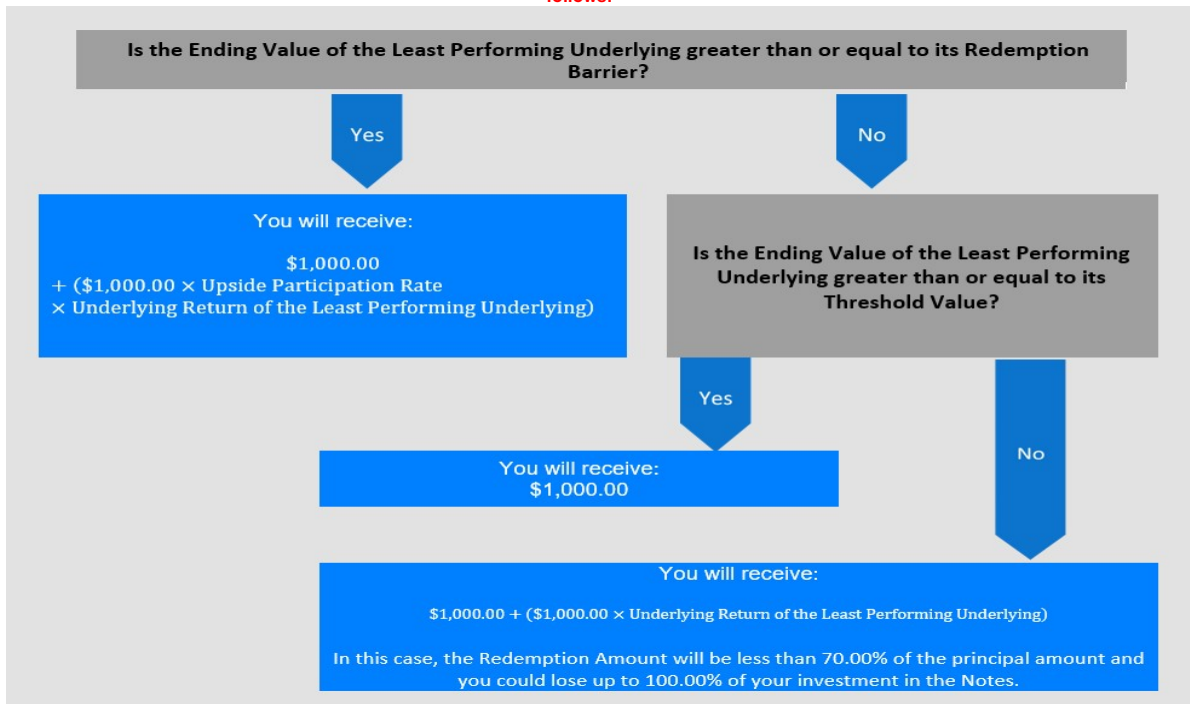 follows:
Is the Ending Value of the Least Performing Underlying greater than or equal to its Redemption
Barrier?
Yes
No
You will receive:
$1,000.00
+ ($1,000.00 × Upside Participation Rate
× Underlying Return of the Least Performing Underlying)
Is the Ending Value of the Least Performing
Underlying greater than or equal to its
Threshold Value?
Yes
No
You will receive:
$1,000.00
You will receive:
$1,000.00 + ($1,000.00 × Underlying Return of the Least Performing Underlying)
In this case, the Redemption Amount will be less than 70.00% of the principal amount and
you could lose up to 100.00% of your investment in the Notes.